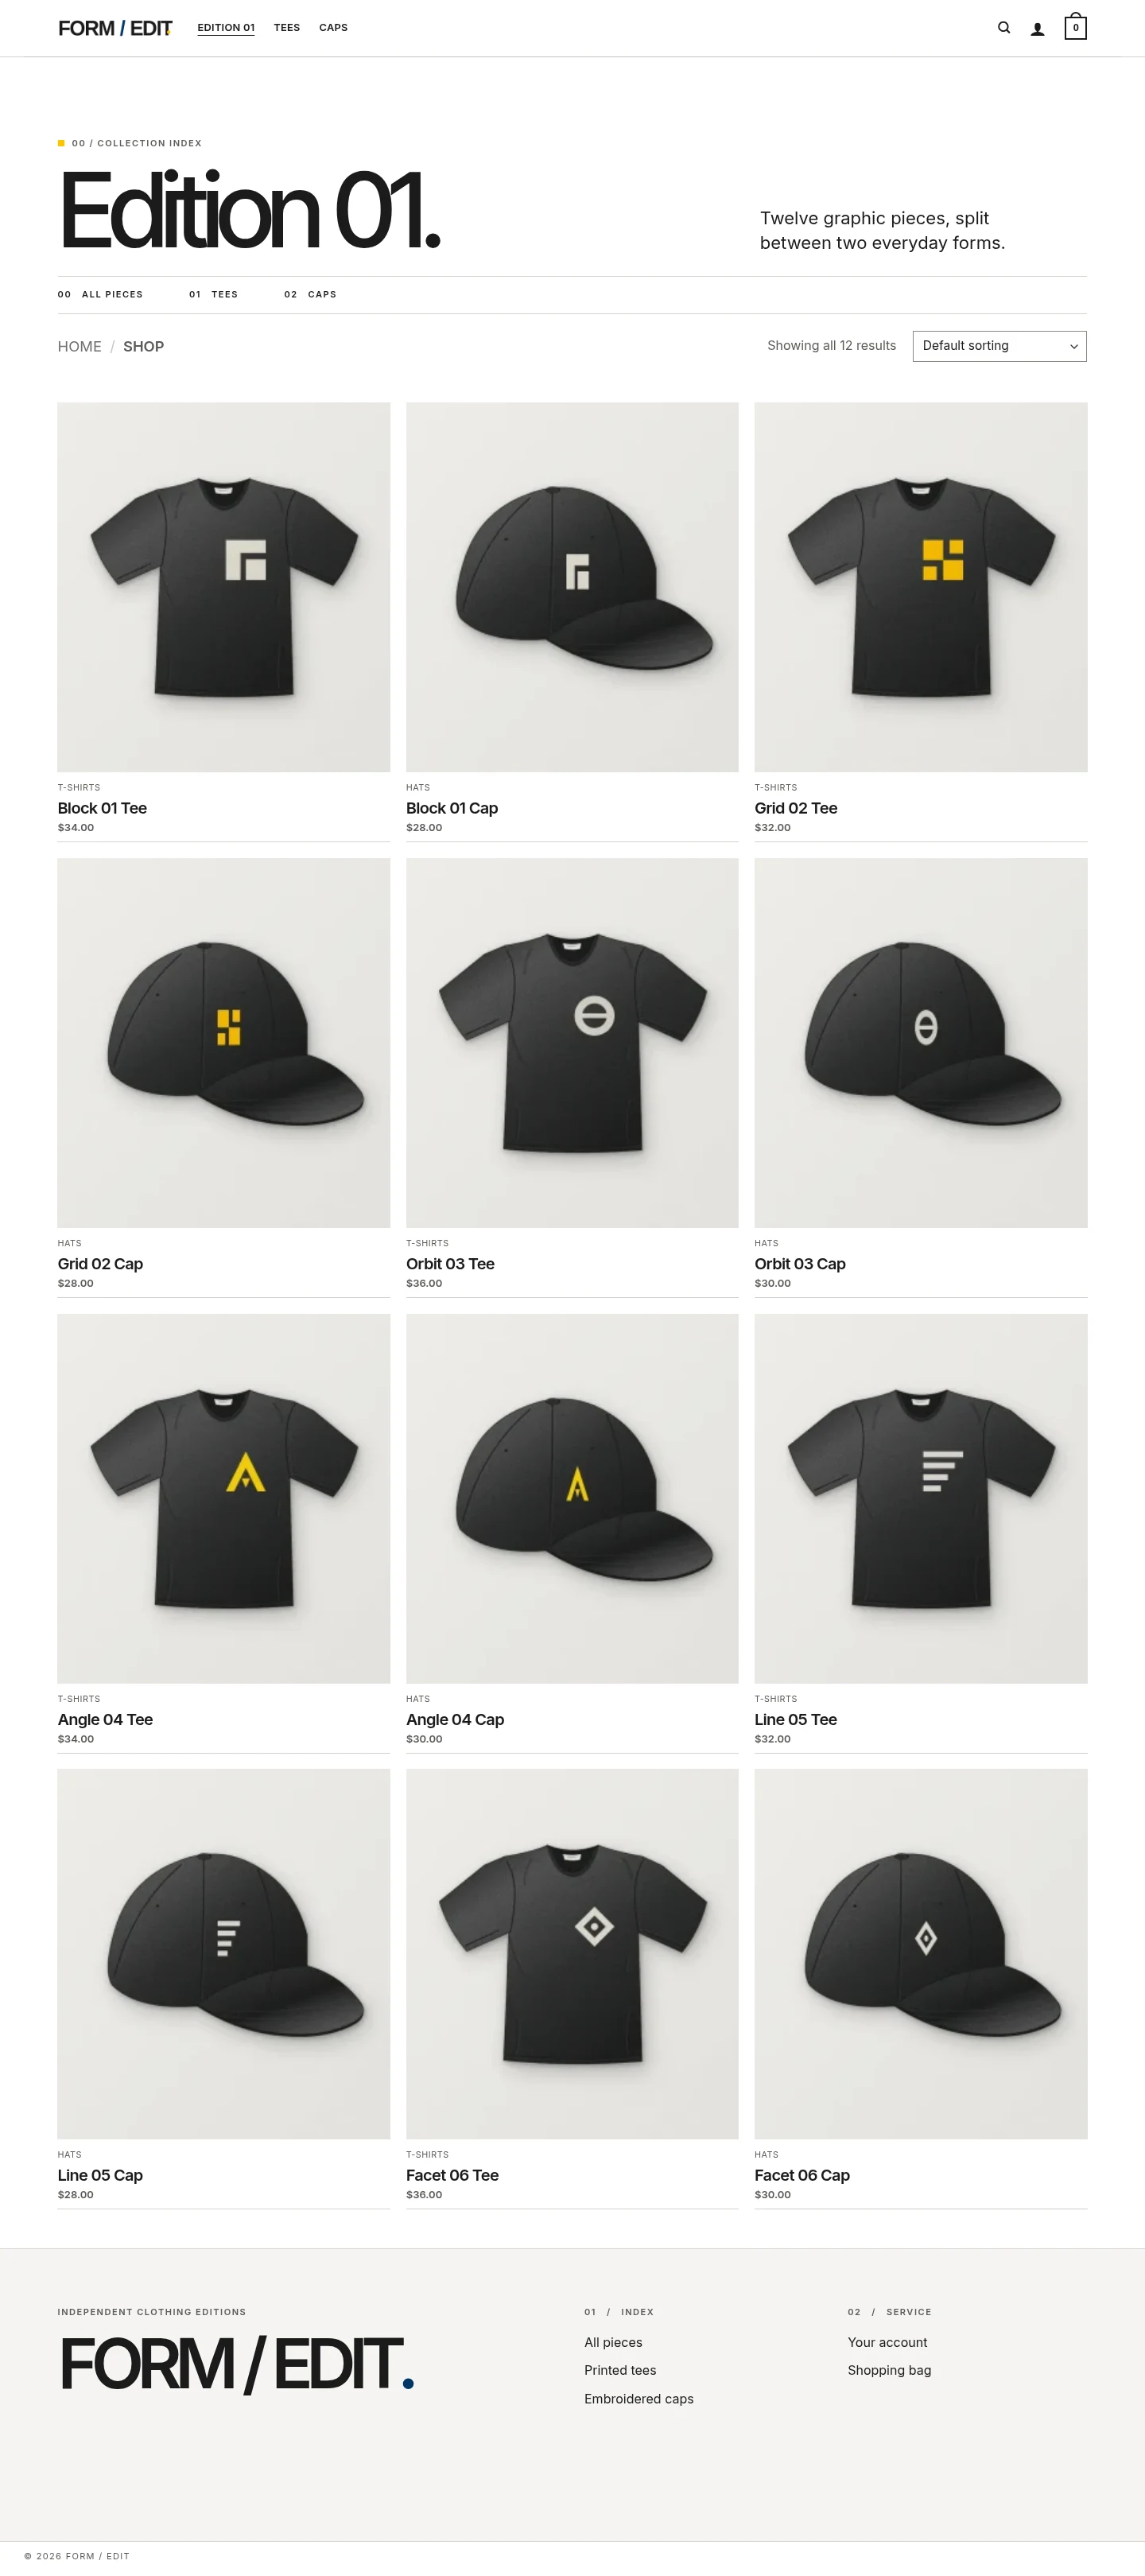 FORM / EDIT.
EDITION 01
TEES
CAPS
0
00 / COLLECTION INDEX
Edition 01.
Twelve graphic pieces, split
between two everyday forms.
00 ALL PIECES
01 TEES
02 CAPS
HOME / SHOP
Showing all 12 results
Default sorting
T-SHIRTS
Block 01 Tee
$34.00
HATS
Block 01 Cap
$28.00
T-SHIRTS
Grid 02 Tee
$32.00
HATS
Grid 02 Cap
$28.00
T-SHIRTS
Orbit 03 Tee
$36.00
HATS
Orbit 03 Cap
$30.00
T-SHIRTS
Angle 04 Tee
$34.00
HATS
Angle 04 Cap
$30.00
T-SHIRTS
Line 05 Tee
$32.00
HATS
Line 05 Cap
$28.00
T-SHIRTS
Facet 06 Tee
$36.00
HATS
Facet 06 Cap
$30.00
INDEPENDENT CLOTHING EDITIONS
FORM / EDIT.
01 / INDEX
All pieces
Printed tees
Embroidered caps
02 / SERVICE
Your account
Shopping bag
© 2026 FORM / EDIT